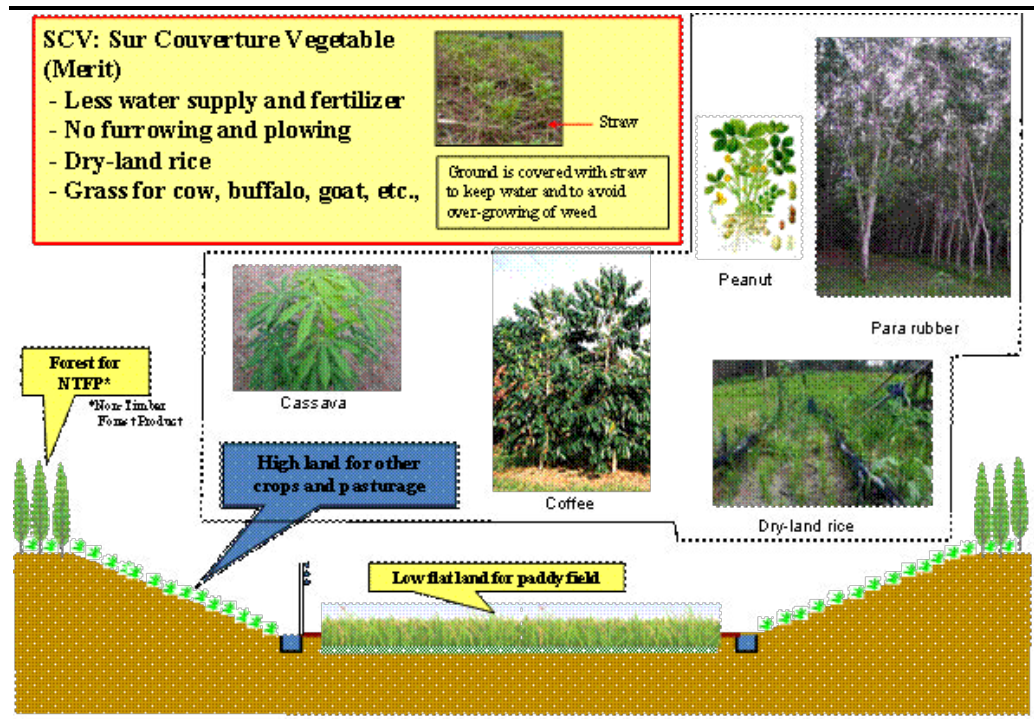 SCV: Sur Couverture Vegetable
(Merit)
- Less water supply and fertilizer
- No furrowing and plowing
- Dry-land rice
- Grass for cow, buffalo, goat, etc.,
Straw
Ground is covered with straw
to keep water and to avoid
over-growing of weed
Peanut
Para rubber
Cassava
Coffee
Dry-land rice
Forest for
NTFP*
*Non-Timber
Forest Product
High land for other
crops and pasturage
Low flat land for paddy field